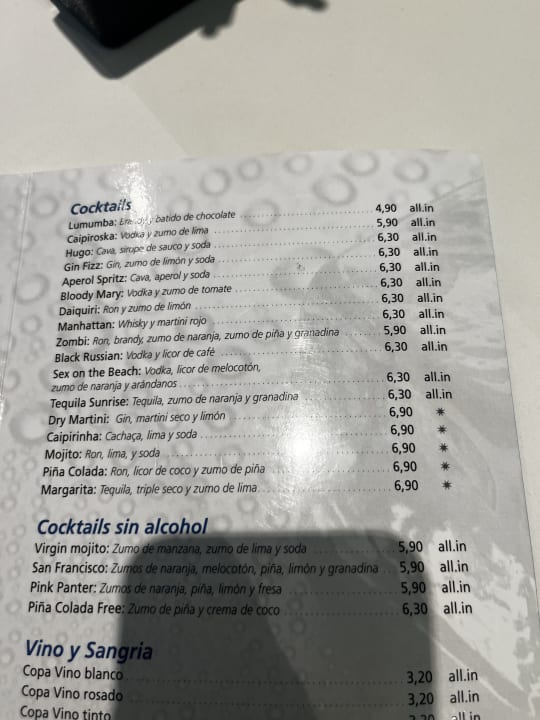 Cocktails
Lumumba: Brandy y batido de chocolate 4,90 all.in
Caipiroska: Vodka y zumo de lima 5,90 all.in
Hugo: Cava, sirope de sauco y soda 6,30 all.in
Gin Fizz: Gin, zumo de limón y soda 6,30 all.in
Aperol Spritz: Cava, aperol y soda 6,30 all.in
Bloody Mary: Vodka y zumo de tomate 6,30 all.in
Daiquiri: Ron y zumo de limón 6,30 all.in
Manhattan: Whisky y martini rojo 6,30 all.in
Zombi: Ron, brandy, zumo de naranja, zumo de piña y granadina 5,90 all.in
Black Russian: Vodka y licor de café 6,30 all.in
Sex on the Beach: Vodka, licor de melocotón,
zumo de naranja y arándanos 6,30 all.in
Tequila Sunrise: Tequila, zumo de naranja y granadina 6,30 all.in
Dry Martini: Gin, martini seco y limón 6,90 *
Caipirinha: Cachaça, lima y soda 6,90 *
Mojito: Ron, lima, y soda 6,90 *
Piña Colada: Ron, licor de coco y zumo de piña 6,90 *
Margarita: Tequila, triple seco y zumo de lima 6,90 *
Cocktails sin alcohol
Virgin mojito: Zumo de manzana, zumo de lima y soda 5,90 all.in
San Francisco: Zumos de naranja, melocotón, piña, limón y granadina 5,90 all.in
Pink Panter: Zumos de naranja, piña, limón y fresa 5,90 all.in
Piña Colada Free: Zumo de piña y crema de coco 6,30 all.in
Vino y Sangria
Copa Vino blanco 3,20 all.in
Copa Vino rosado 3,20 all.in
Copa Vino tinto 3,20 all.in